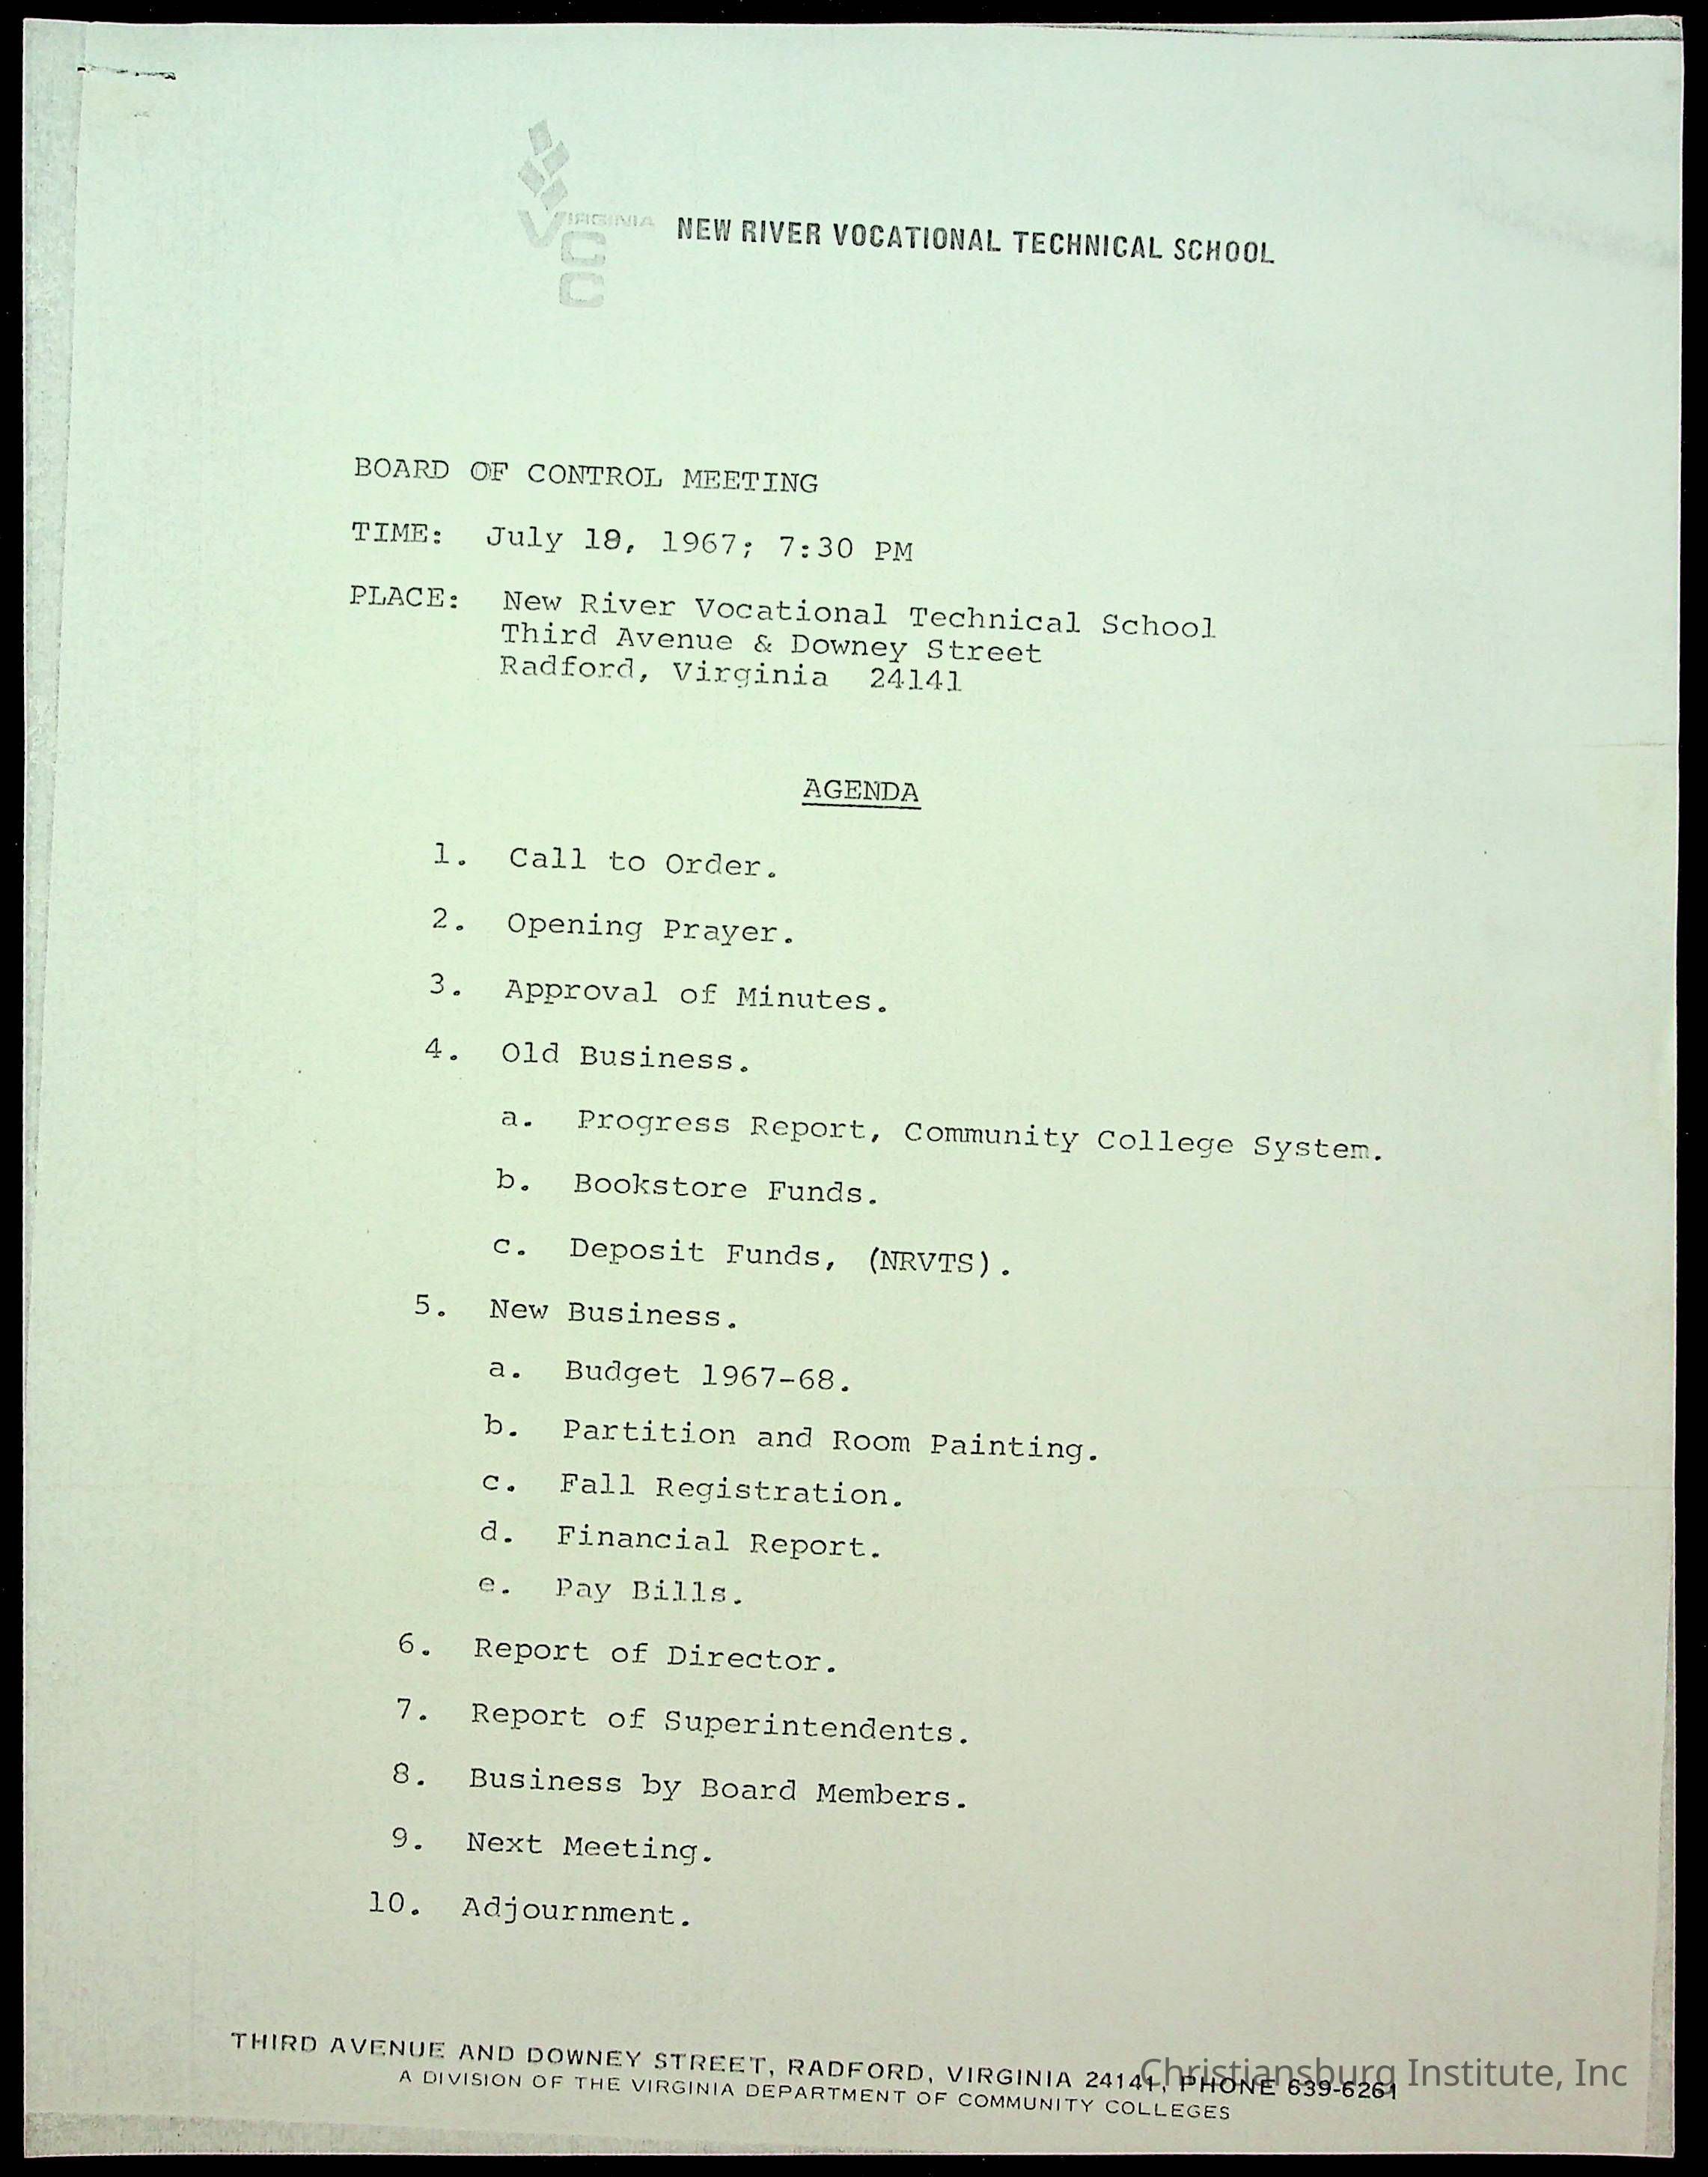 VIRGINIA
C
C
NEW RIVER VOCATIONAL TECHNICAL SCHOOL
BOARD OF CONTROL MEETING
TIME: July 18, 1967; 7:30 PM
PLACE: New River Vocational Technical School
Third Avenue & Downey Street
Radford, Virginia 24141
AGENDA
1. Call to Order.
2. Opening Prayer.
3. Approval of Minutes.
4. Old Business.
a. Progress Report, Community College System.
b. Bookstore Funds.
c. Deposit Funds, (NRVTS).
5. New Business.
a. Budget 1967-68.
b. Partition and Room Painting.
c. Fall Registration.
d. Financial Report.
e. Pay Bills.
6. Report of Director.
7. Report of Superintendents.
8. Business by Board Members.
9. Next Meeting.
10. Adjournment.
THIRD AVENUE AND DOWNEY STREET, RADFORD, VIRGINIA 24141, PHONE 639-6261
A DIVISION OF THE VIRGINIA DEPARTMENT OF COMMUNITY COLLEGES
Christiansburg Institute, Inc